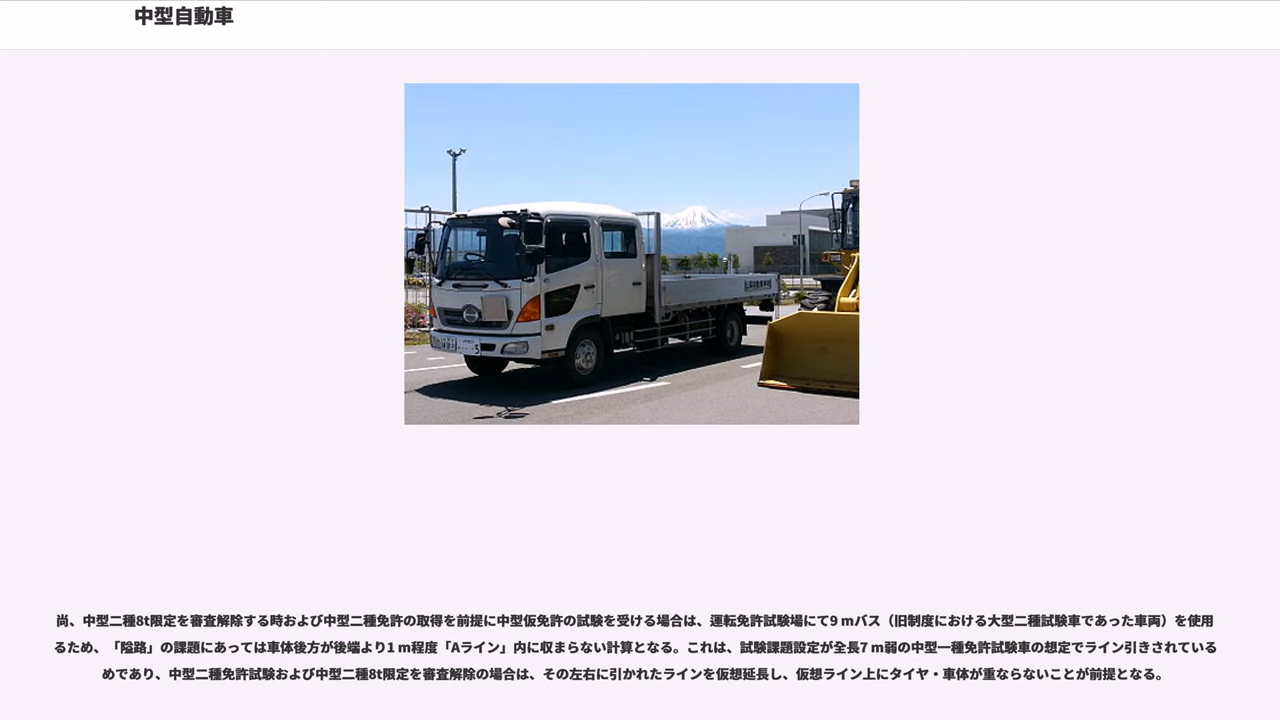 中型自動車
尚、中型二種8t限定を審査解除する時および中型二種免許の取得を前提に中型仮免許の試験を受ける場合は、運転免許試験場にて9 mバス（旧制度における大型二種試験車であった車両）を使用
るため、「隘路」の課題にあっては車体後方が後端より1 m程度「Aライン」内に収まらない計算となる。これは、試験課題設定が全長7 m弱の中型一種免許試験車の想定でライン引きされている
めであり、中型二種免許試験および中型二種8t限定を審査解除の場合は、その左右に引かれたラインを仮想延長し、仮想ライン上にタイヤ・車体が重ならないことが前提となる。